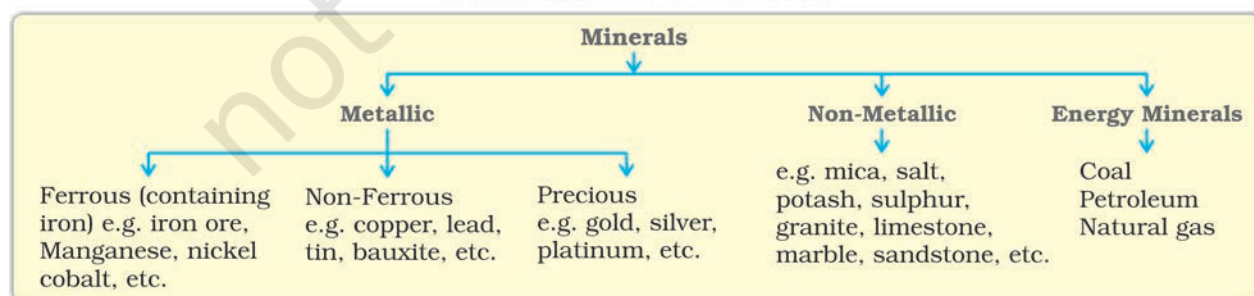 not
Minerals
Metallic
Non-Metallic
Energy Minerals
Ferrous (containing
iron) e.g. iron ore,
Manganese, nickel
cobalt, etc.
Non-Ferrous
e.g. copper, lead,
tin, bauxite, etc.
Precious
e.g. gold, silver,
platinum, etc.
e.g. mica, salt,
potash, sulphur,
granite, limestone,
marble, sandstone, etc.
Coal
Petroleum
Natural gas